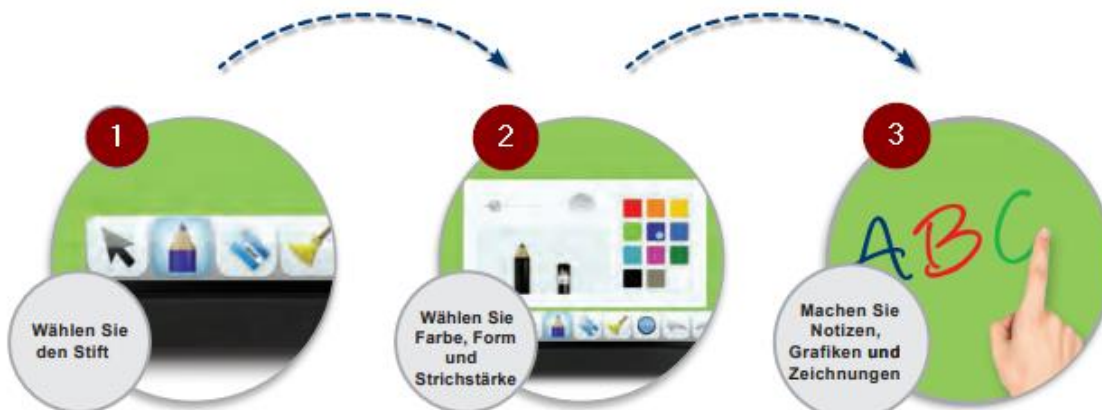 1
Wählen Sie
den Stift
2
Wählen Sie
Farbe, Form
und
Strichstärke
3
ABC
Machen Sie
Notizen,
Grafiken und
Zeichnungen